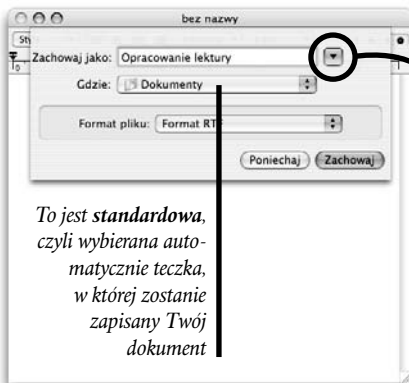 bez nazwy
Zachowaj jako: Opracowanie lektury
Gdzie: Dokumenty
Format pliku: Format RTF
Poniechaj Zachowaj
To jest standardowa,
czyli wybierana auto-
matycznie teczka,
w której zostanie
zapisany Twój
dokument